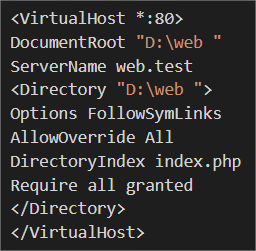 <VirtualHost *:80>
DocumentRoot "D:\web "
ServerName web.test
<Directory "D:\web ">
Options FollowSymLinks
AllowOverride All
DirectoryIndex index.php
Require all granted
</Directory>
</VirtualHost>